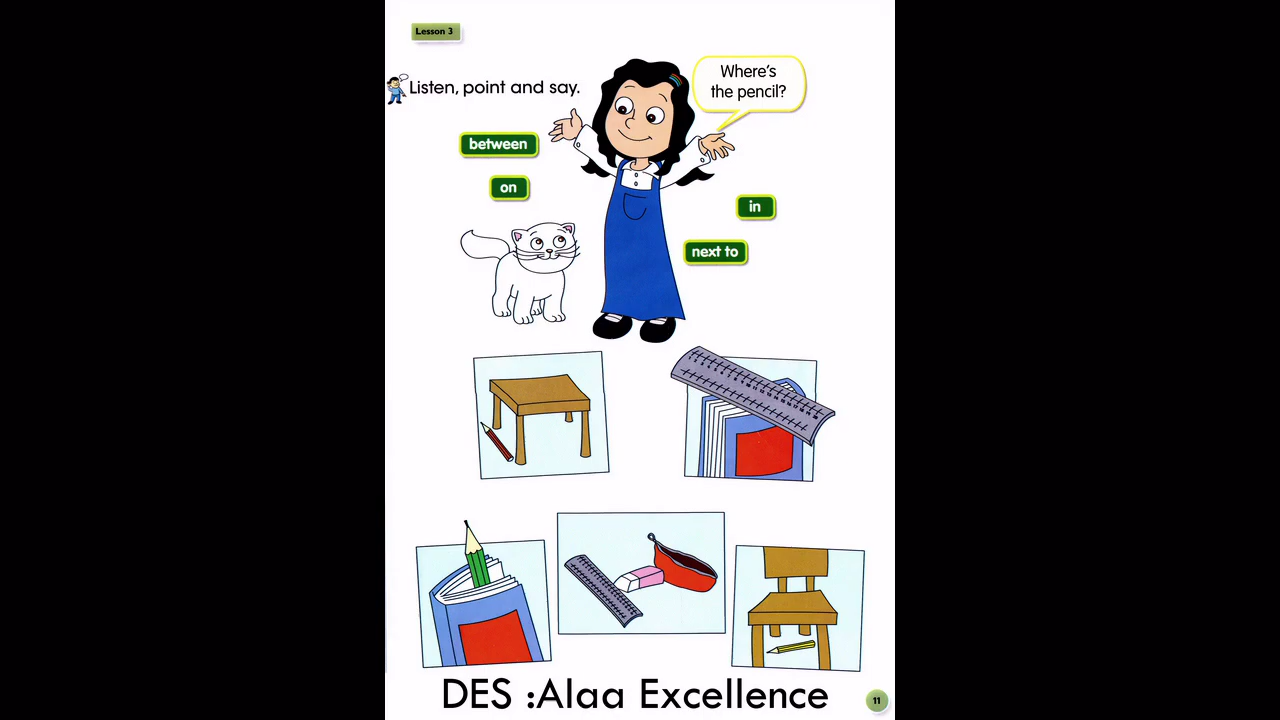 Lesson 3
Listen, point and say.
Where's
the pencil?
between
on
in
next to
DES :Alaa Excellence
11